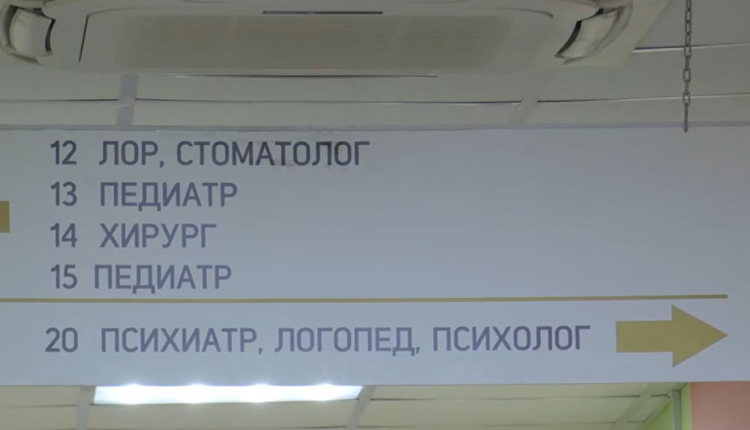 12 ЛОР, СТОМАТОЛОГ
13 ПЕДИАТР
14 ХИРУРГ
15 ПЕДИАТР
20 ПСИХИАТР, ЛОГОПЕД, ПСИХОЛОГ